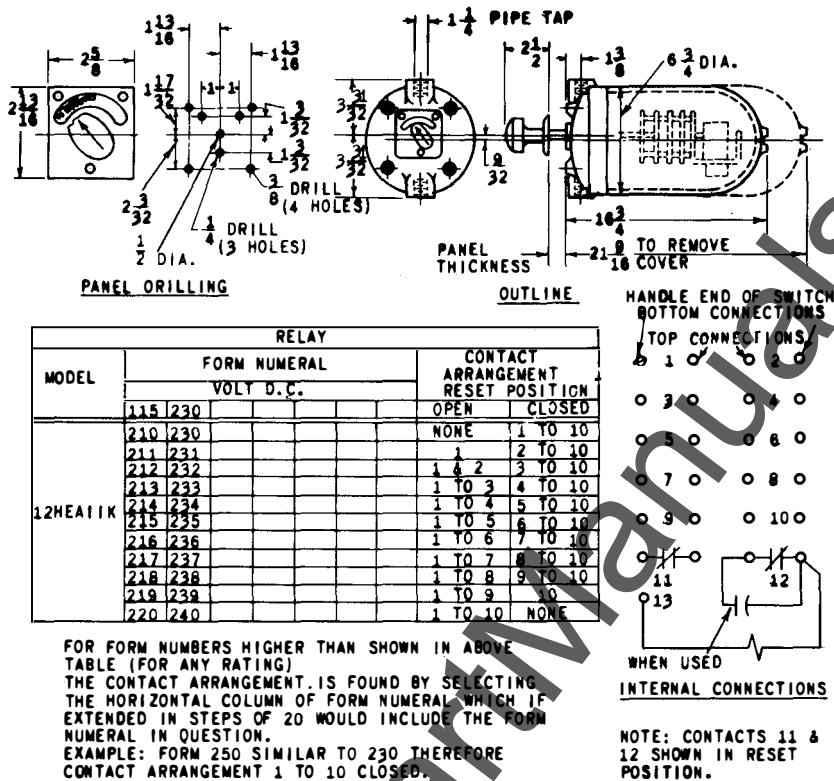 1 13/16
2 5/8
1 13/16
1 17/32
2 13/16
1
1
1 3/32
1 3/32
2 3/32
3/8 DRILL
(4 HOLES)
1/4 DRILL
(3 HOLES)
1/2 DIA.
PANEL DRILLING
1 1/4 PIPE TAP
2 1/2
1 3/8
6 3/4 DIA.
9/32
16 3/4
PANEL
THICKNESS
21 9/16 TO REMOVE
COVER
OUTLINE
RELAY
MODEL
FORM NUMERAL
CONTACT
ARRANGEMENT
VOLT D.C.
RESET POSITION
115 230 OPEN CLOSED
12HEA11K
210 230 NONE 1 TO 10
211 231 1 2 TO 10
212 232 1 & 2 3 TO 10
213 233 1 TO 3 4 TO 10
214 234 1 TO 4 5 TO 10
215 235 1 TO 5 6 TO 10
216 236 1 TO 6 7 TO 10
217 237 1 TO 7 8 TO 10
218 238 1 TO 8 9 TO 10
219 239 1 TO 9 10
220 240 1 TO 10 NONE
FOR FORM NUMBERS HIGHER THAN SHOWN IN ABOVE
TABLE (FOR ANY RATING)
THE CONTACT ARRANGEMENT IS FOUND BY SELECTING
THE HORIZONTAL COLUMN OF FORM NUMERAL WHICH IF
EXTENDED IN STEPS OF 20 WOULD INCLUDE THE FORM
NUMERAL IN QUESTION.
EXAMPLE: FORM 250 SIMILAR TO 230 THEREFORE
CONTACT ARRANGEMENT 1 TO 10 CLOSED.
HANDLE END OF SWITCH
BOTTOM CONNECTIONS
TOP CONNECTIONS
1 2
3 4
5 6
7 8
9 10
11 12
13
WHEN USED
INTERNAL CONNECTIONS
NOTE: CONTACTS 11 &
12 SHOWN IN RESET
POSITION.